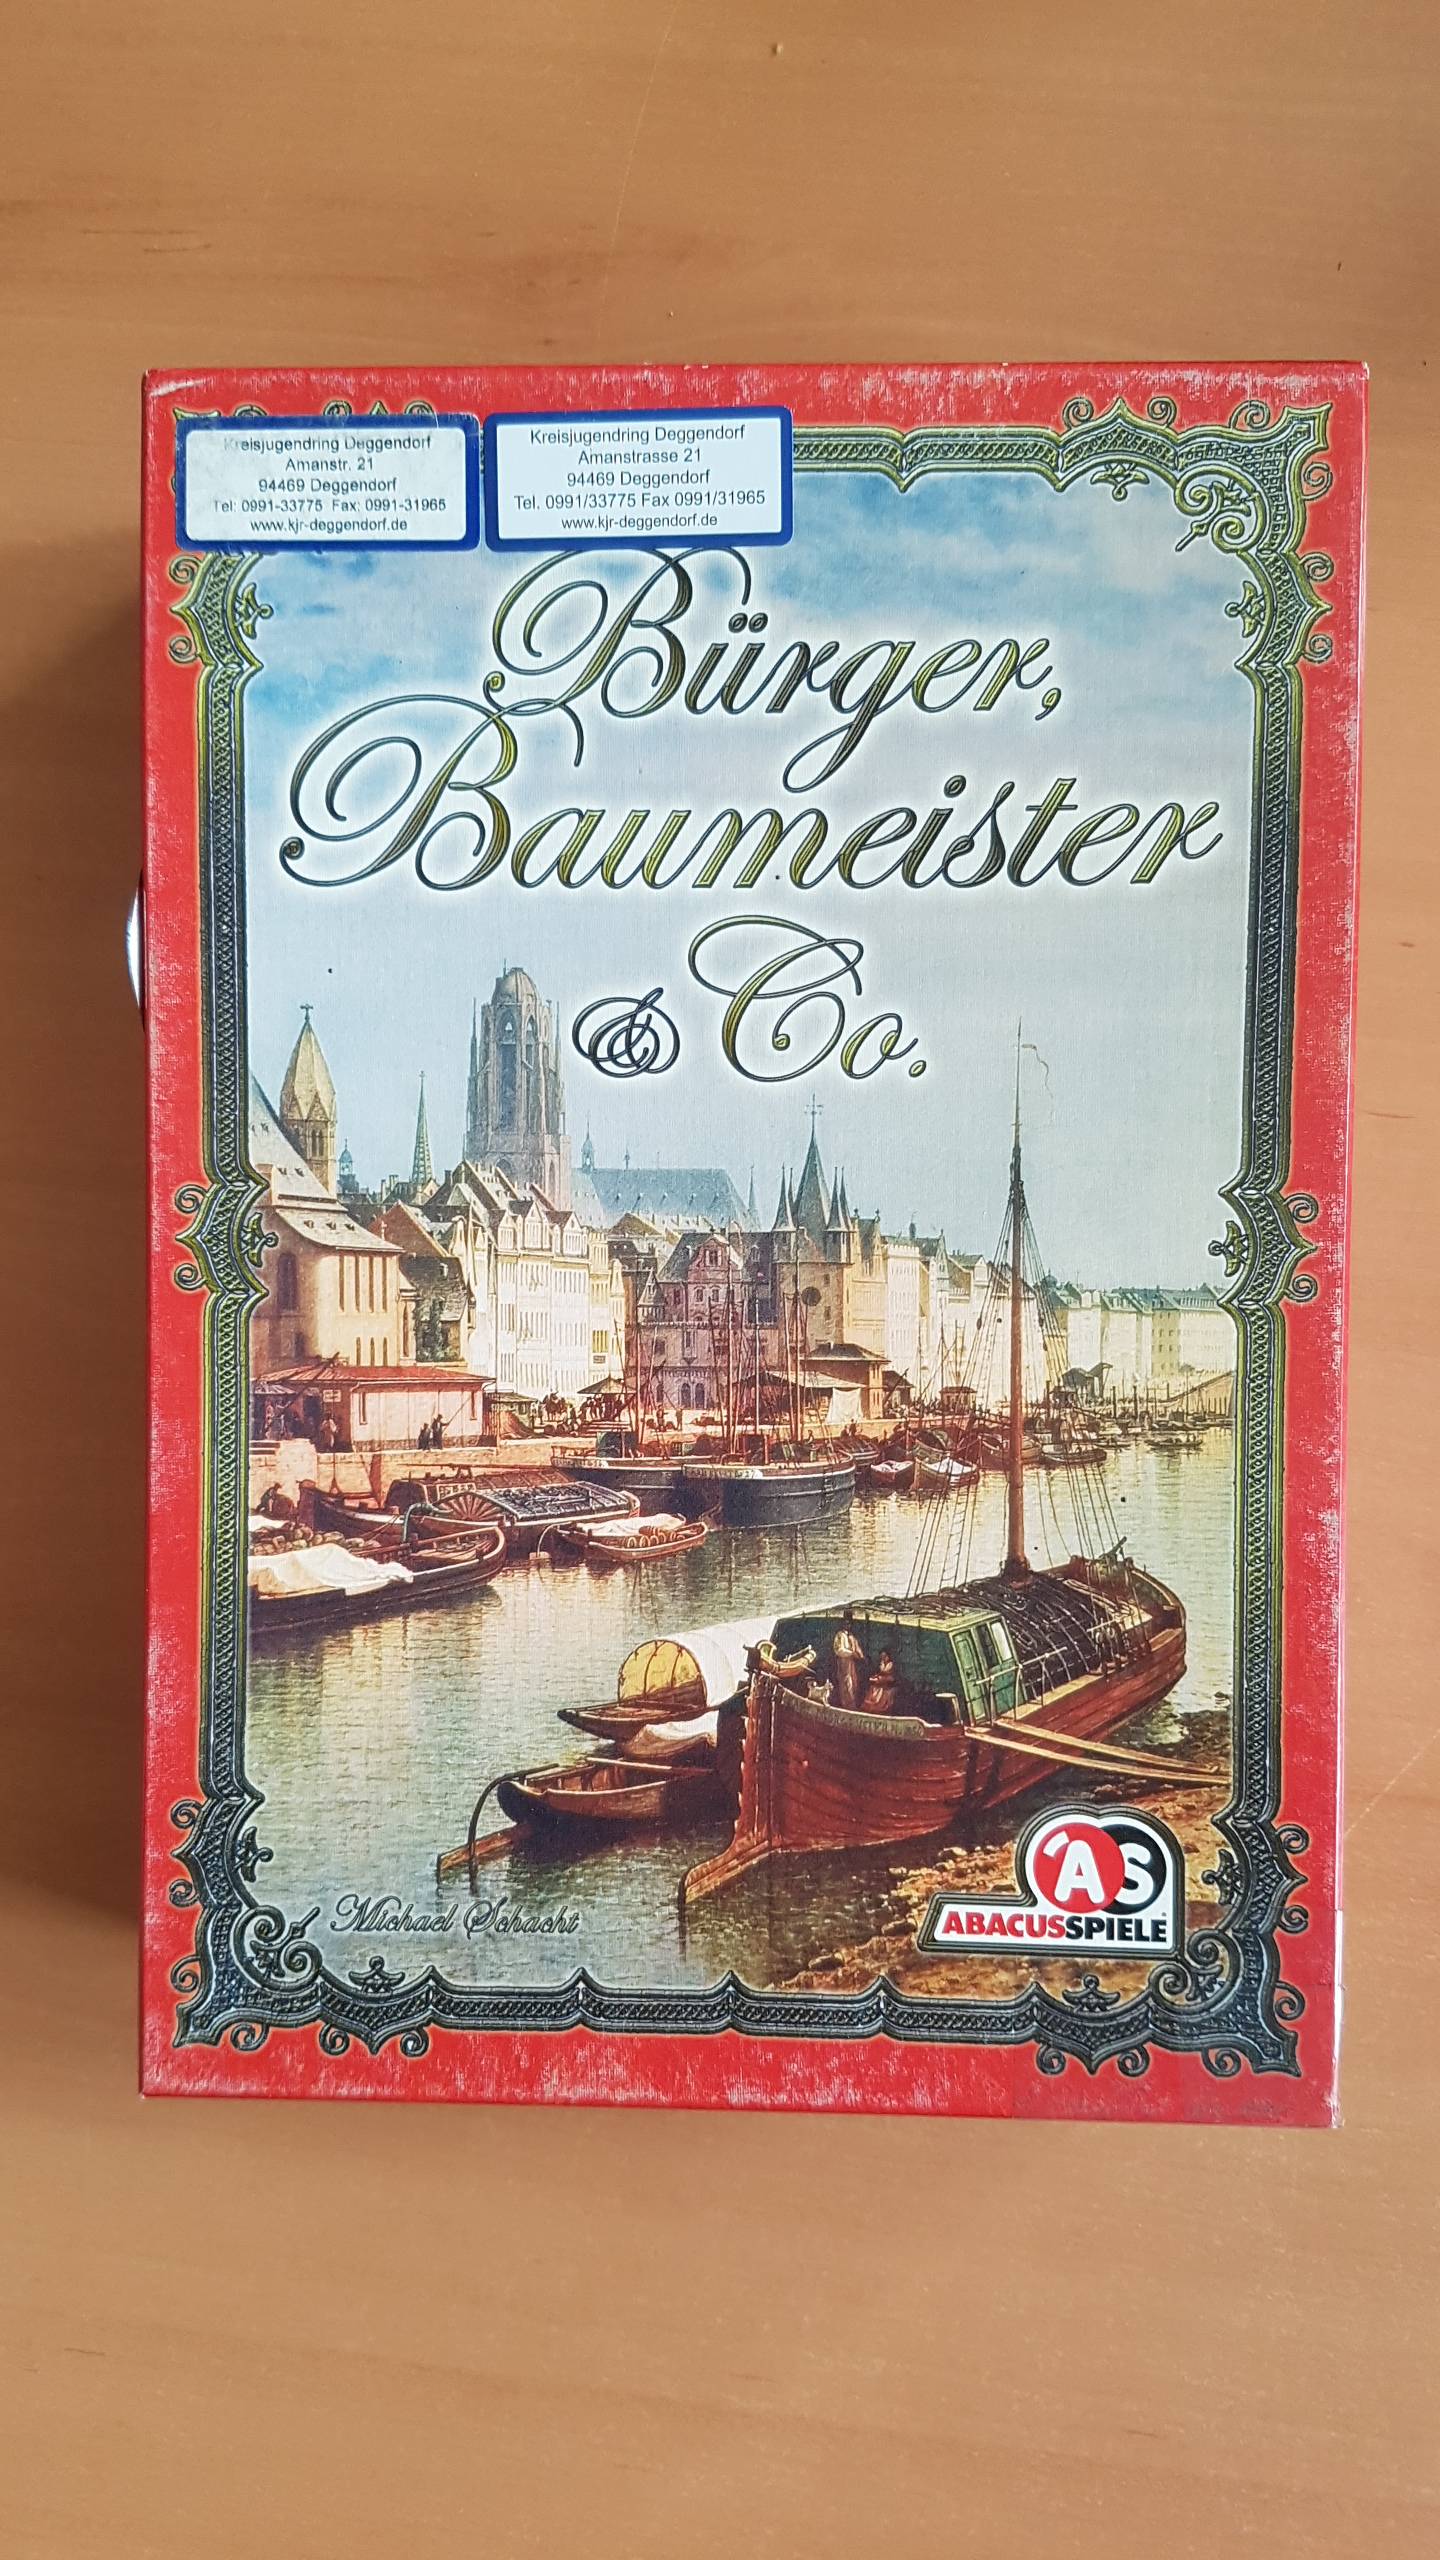 Kreisjugendring Deggendorf
Amanstr. 21
94469 Deggendorf
Tel: 0991-33775 Fax: 0991-31965
www.kjr-deggendorf.de
Kreisjugendring Deggendorf
Amanstrasse 21
94469 Deggendorf
Tel. 0991/33775 Fax 0991/31965
www.kjr-deggendorf.de
Bürger,
Baumeister
& Co.
Michael Schacht
AS
ABACUSSPIELE